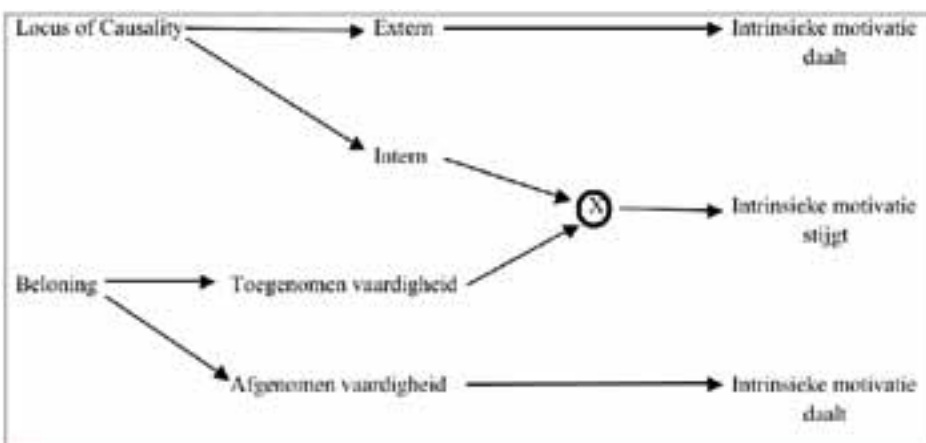 Locus of Causality
Extern
Intrinsieke motivatie
daalt
Intern
X
Intrinsieke motivatie
stijgt
Beloning
Toegenomen vaardigheid
Afgenomen vaardigheid
Intrinsieke motivatie
daalt